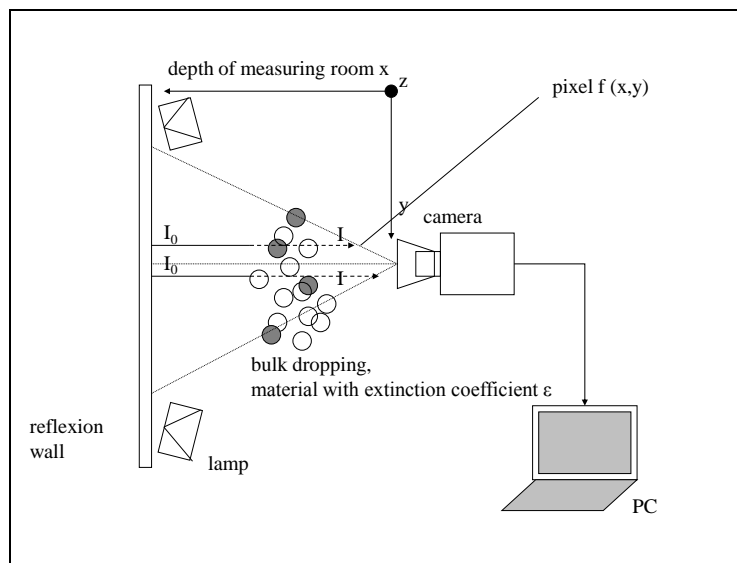 depth of measuring room x
z
pixel f (x,y)
y
camera
I₀
I
I₀
I
bulk dropping,
material with extinction coefficient ε
reflexion
wall
lamp
PC